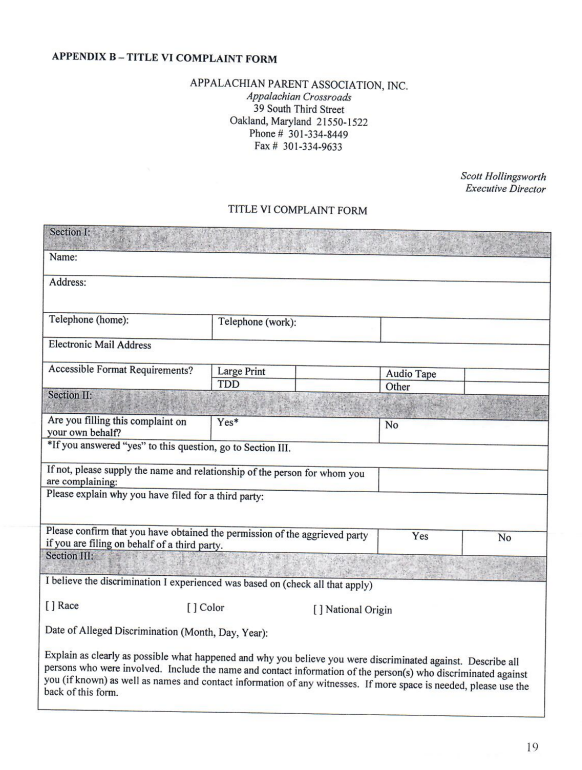 APPENDIX B – TITLE VI COMPLAINT FORM
APPALACHIAN PARENT ASSOCIATION, INC.
Appalachian Crossroads
39 South Third Street
Oakland, Maryland 21550-1522
Phone # 301-334-8449
Fax # 301-334-9633
Scott Hollingsworth
Executive Director
TITLE VI COMPLAINT FORM
Section I:
Name:
Address:
Telephone (home): Telephone (work):
Electronic Mail Address
Accessible Format Requirements? Large Print Audio Tape
TDD Other
Section II:
Are you filling this complaint on your own behalf? Yes* No
*If you answered “yes” to this question, go to Section III.
If not, please supply the name and relationship of the person for whom you
are complaining:
Please explain why you have filed for a third party:
Please confirm that you have obtained the permission of the aggrieved party
if you are filing on behalf of a third party. Yes No
Section III:
I believe the discrimination I experienced was based on (check all that apply)
[ ] Race [ ] Color [ ] National Origin
Date of Alleged Discrimination (Month, Day, Year):
Explain as clearly as possible what happened and why you believe you were discriminated against. Describe all
persons who were involved. Include the name and contact information of the person(s) who discriminated against
you (if known) as well as names and contact information of any witnesses. If more space is needed, please use the
back of this form.
19